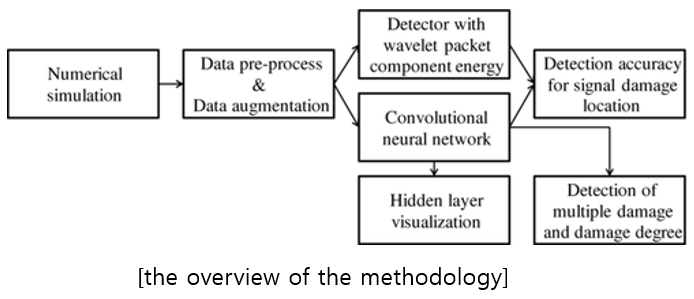 Numerical
simulation
Data pre-process
&
Data augmentation
Detector with
wavelet packet
component energy
Convolutional
neural network
Hidden layer
visualization
Detection accuracy
for signal damage
location
Detection of
multiple damage
and damage degree
[the overview of the methodology]